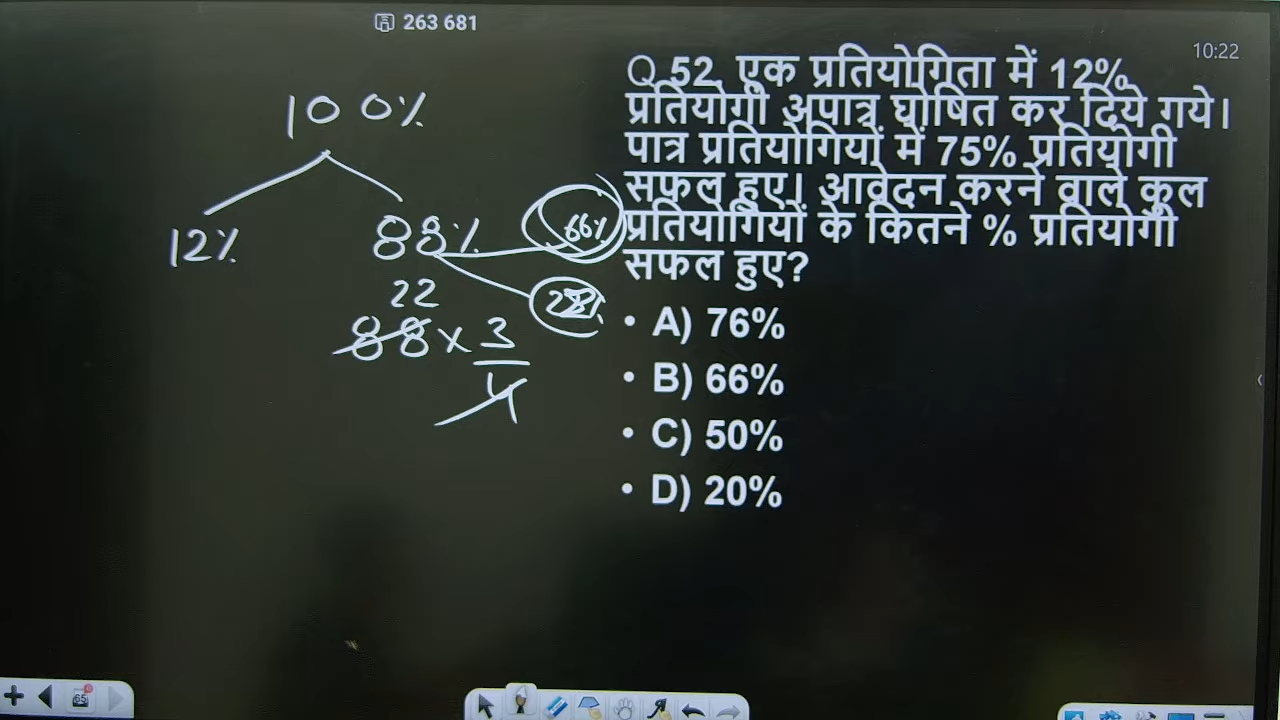 263 681
10:22
Q.52. एक प्रतियोगिता में 12%
प्रतियोगी अपात्र घोषित कर दिये गये।
पात्र प्रतियोगियों में 75% प्रतियोगी
सफल हुए। आवेदन करने वाले कुल
प्रतियोगियों के कितने % प्रतियोगी
सफल हुए?
• A) 76%
• B) 66%
• C) 50%
• D) 20%
100%
12%
88%
66%
22
88 x 3
4
65